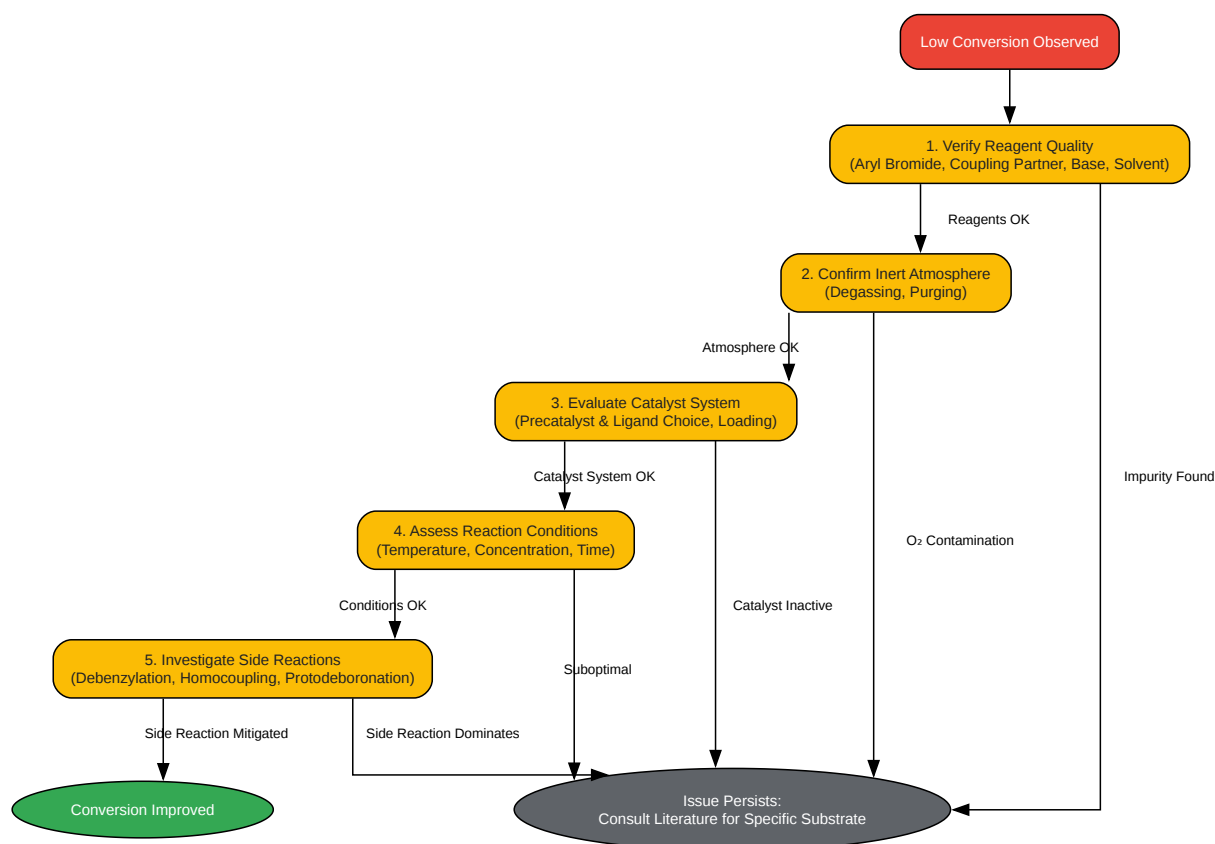 Low Conversion Observed
1. Verify Reagent Quality
(Aryl Bromide, Coupling Partner, Base, Solvent)
Reagents OK
2. Confirm Inert Atmosphere
(Degassing, Purging)
Atmosphere OK
3. Evaluate Catalyst System
(Precatalyst & Ligand Choice, Loading)
Catalyst System OK
Impurity Found
4. Assess Reaction Conditions
(Temperature, Concentration, Time)
O₂ Contamination
Conditions OK
Catalyst Inactive
5. Investigate Side Reactions
(Debenzylation, Homocoupling, Protodeboronation)
Suboptimal
Side Reaction Mitigated
Side Reaction Dominates
Conversion Improved
Issue Persists:
Consult Literature for Specific Substrate